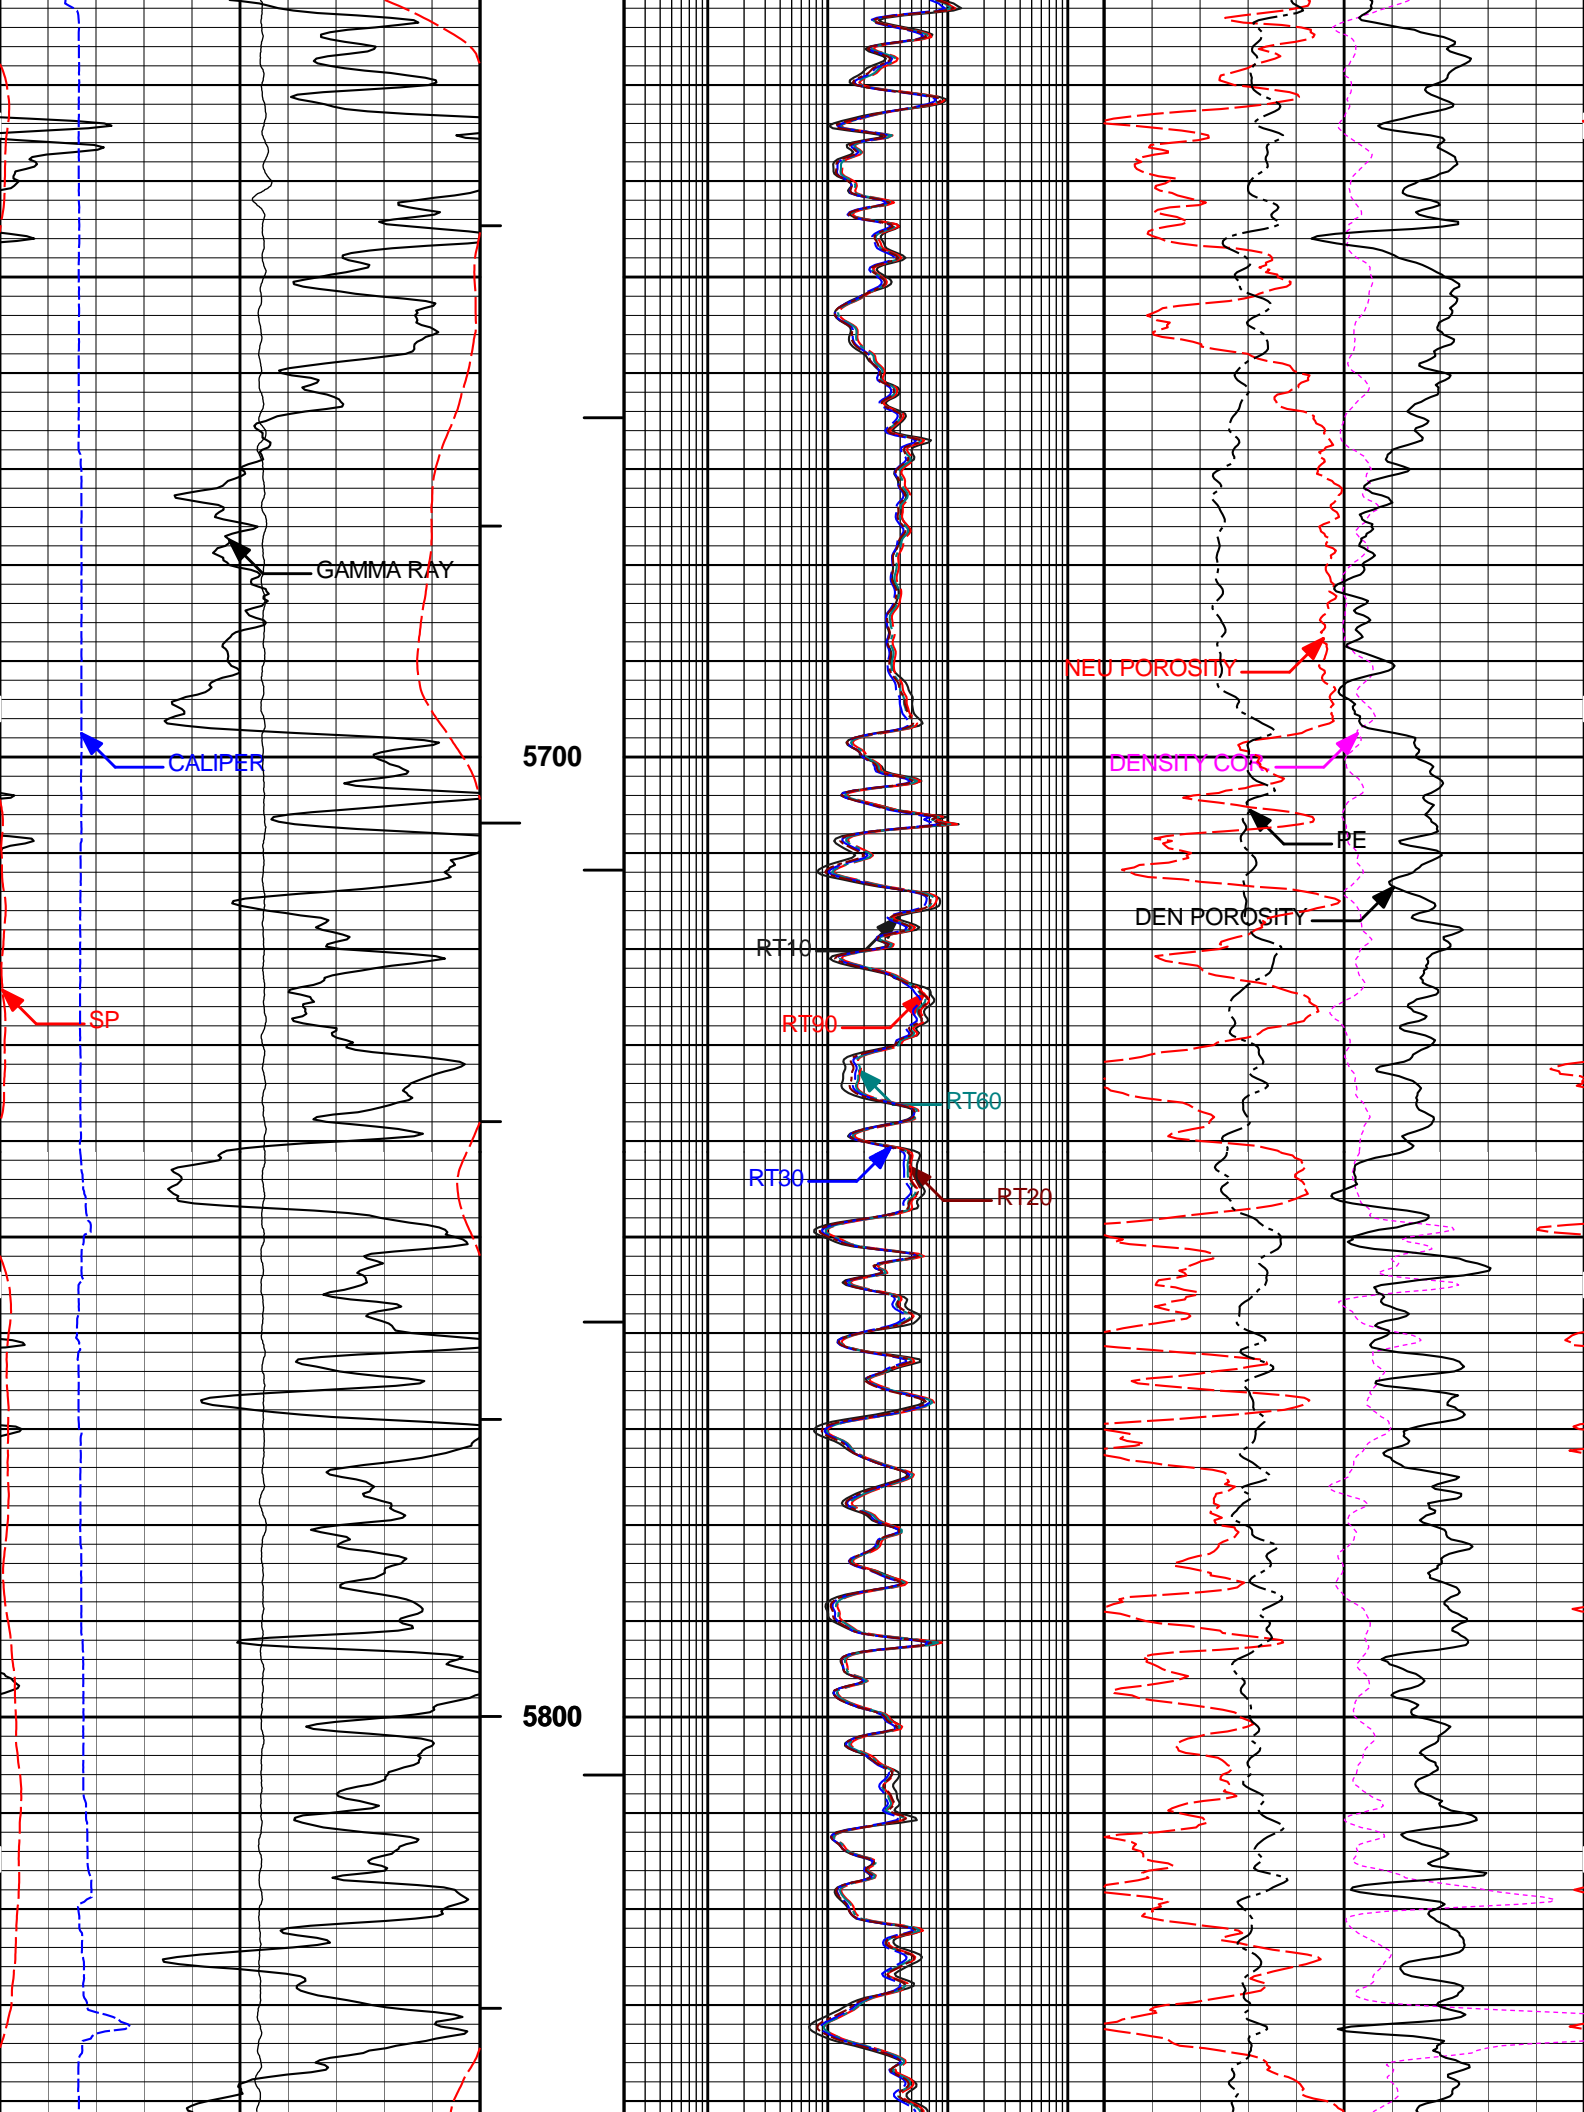 GAMMA RAY
NEU POROSITY
5700
CALIPER
DENSITY COR
PE
DEN POROSITY
RT10
SP
RT90
RT60
RT30
RT20
5800